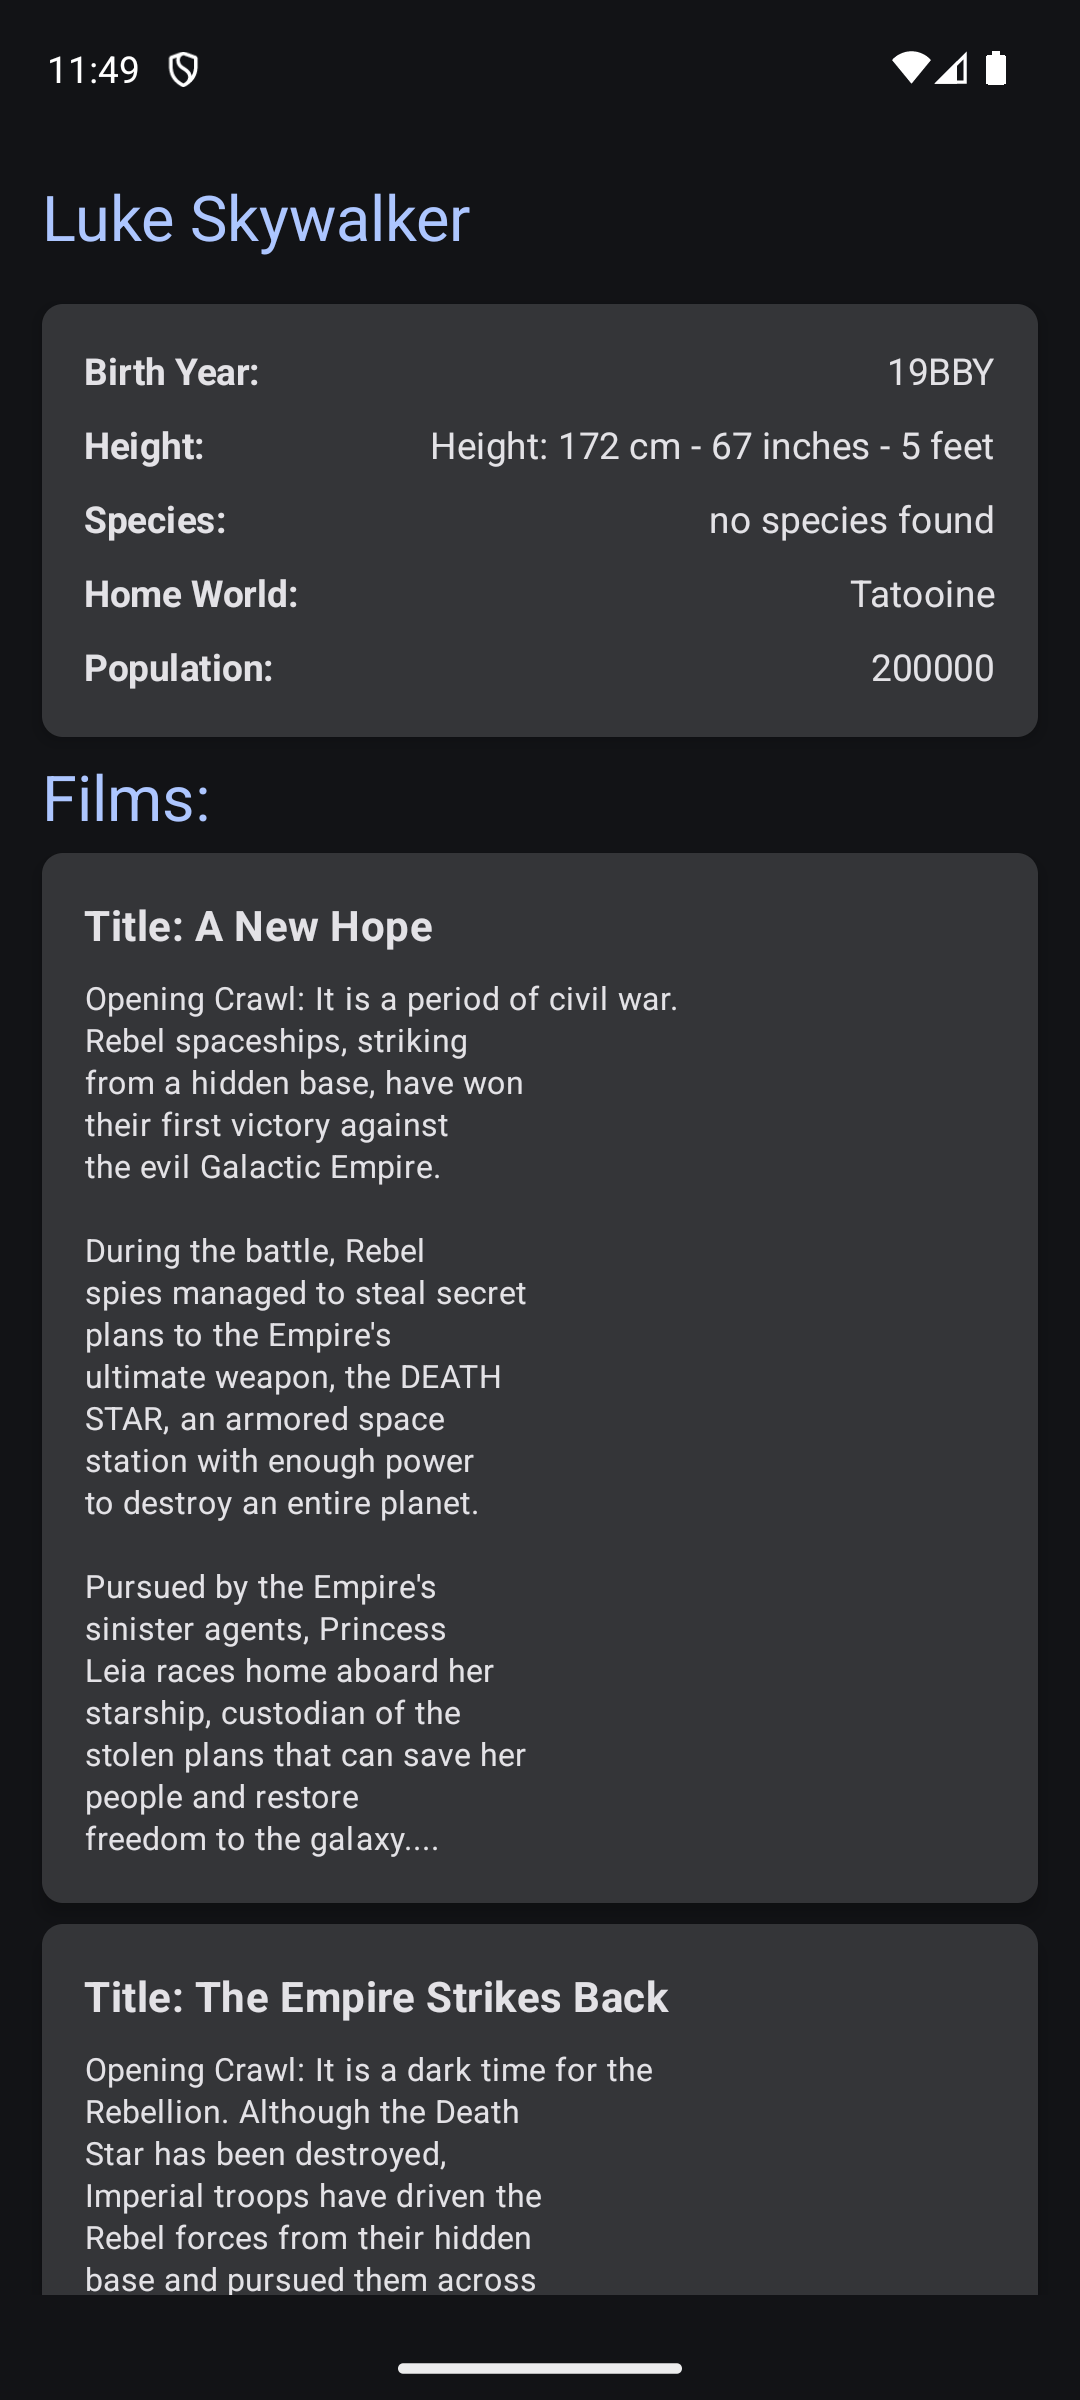 11:49
Luke Skywalker
Birth Year: 19BBY
Height: Height: 172 cm - 67 inches - 5 feet
Species: no species found
Home World: Tatooine
Population: 200000
Films:
Title: A New Hope
Opening Crawl: It is a period of civil war.
Rebel spaceships, striking
from a hidden base, have won
their first victory against
the evil Galactic Empire.
During the battle, Rebel
spies managed to steal secret
plans to the Empire's
ultimate weapon, the DEATH
STAR, an armored space
station with enough power
to destroy an entire planet.
Pursued by the Empire's
sinister agents, Princess
Leia races home aboard her
starship, custodian of the
stolen plans that can save her
people and restore
freedom to the galaxy....
Title: The Empire Strikes Back
Opening Crawl: It is a dark time for the
Rebellion. Although the Death
Star has been destroyed,
Imperial troops have driven the
Rebel forces from their hidden
base and pursued them across